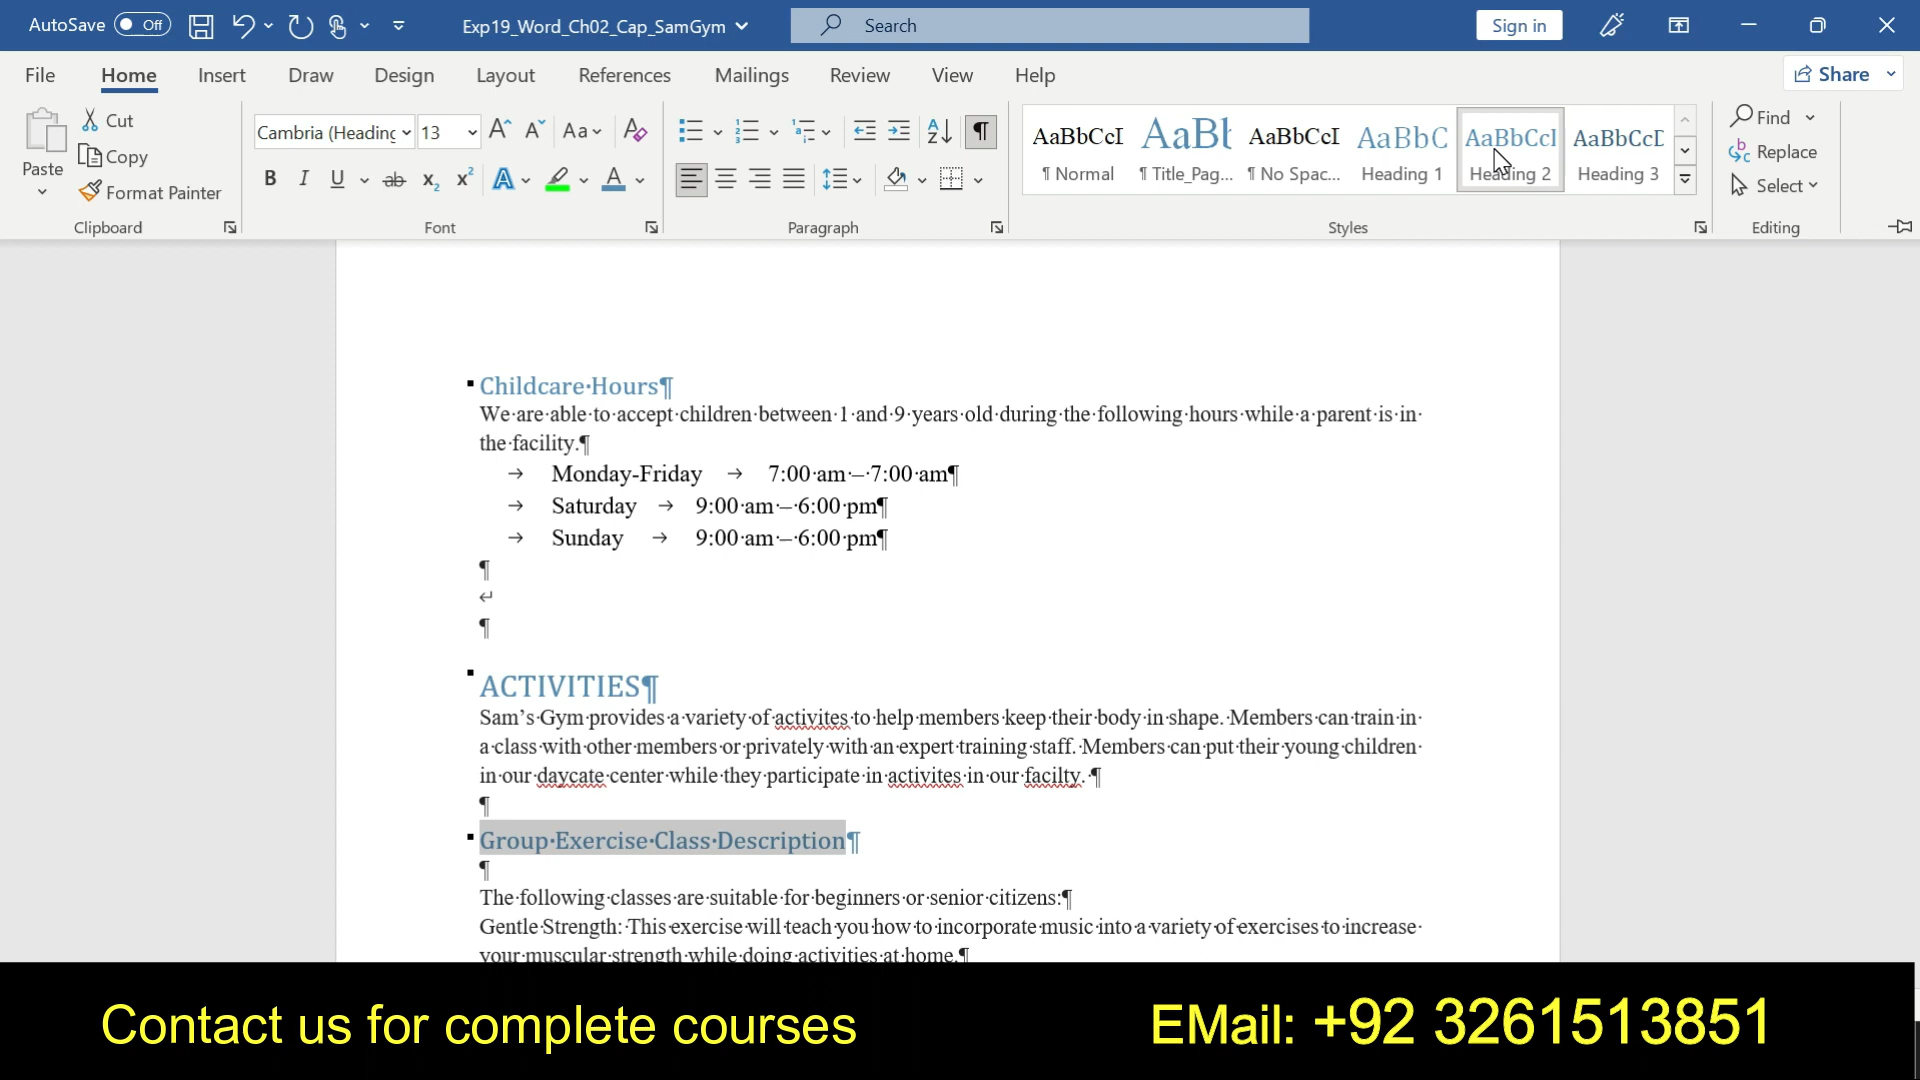 AutoSave Off Exp19_Word_Ch02_Cap_SamGym Search Sign in
File Home Insert Draw Design Layout References Mailings Review View Help Share
Paste
Cut
Copy
Format Painter
Clipboard
Cambria (Heading 13
Font
Paragraph
AaBbCcI AaBb AaBbCcI AaBbC AaBbCcI AaBbCcD
¶ Normal ¶ Title_Pag... ¶ No Spac... Heading 1 Heading 2 Heading 3
Styles
Find
Replace
Select
Editing
Childcare·Hours¶
We·are·able·to·accept·children·between·1·and·9·years·old·during·the·following·hours·while·a·parent·is·in·
the·facility.¶
→ Monday-Friday → 7:00·am·–·7:00·am¶
→ Saturday → 9:00·am·–·6:00·pm¶
→ Sunday → 9:00·am·–·6:00·pm¶
¶
↵
¶
ACTIVITIES¶
Sam’s·Gym·provides·a·variety·of·activites·to·help·members·keep·their·body·in·shape.·Members·can·train·in·
a·class·with·other·members·or·privately·with·an·expert·training·staff.·Members·can·put·their·young·children·
in·our·daycate·center·while·they·participate·in·activites·in·our·facilty.·¶
¶
Group·Exercise·Class·Description¶
¶
The·following·classes·are·suitable·for·beginners·or·senior·citizens:¶
Gentle·Strength:·This·exercise·will·teach·you·how·to·incorporate·music·into·a·variety·of·exercises·to·increase·
your·muscular·strength·while·doing·activities·at·home.¶
Contact us for complete courses EMail: +92 3261513851